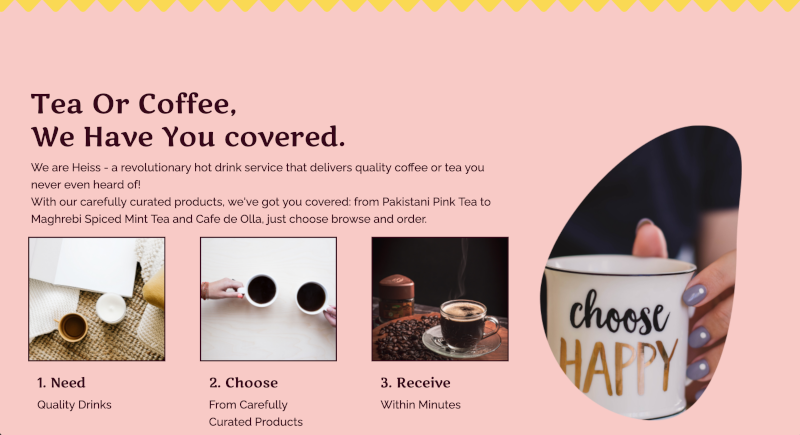 Tea Or Coffee,
We Have You covered.
We are Heiss - a revolutionary hot drink service that delivers quality coffee or tea you
never even heard of!
With our carefully curated products, we've got you covered: from Pakistani Pink Tea to
Maghrebi Spiced Mint Tea and Cafe de Olla, just choose browse and order.
choose
HAPPY
1. Need
Quality Drinks
2. Choose
From Carefully
Curated Products
3. Receive
Within Minutes